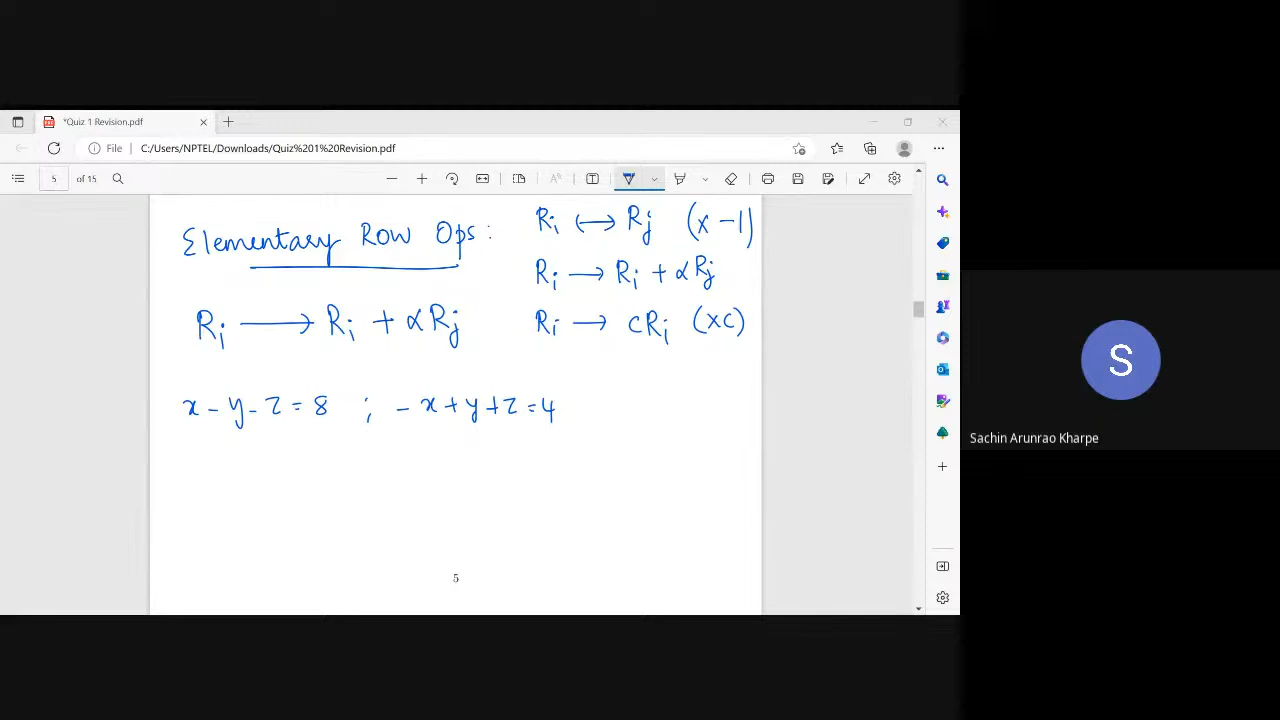 *Quiz 1 Revision.pdf
File C:/Users/NPTEL/Downloads/Quiz%201%20Revision.pdf
5 of 15
Elementary Row Ops:
Ri ⟷ Rj (x -1)
Ri ⟶ Ri + αRj
Ri ⟶ cRi (xc)
Ri ⟶ Ri + αRj
x - y - z = 8 ; - x + y + z = 4
5
S
Sachin Arunrao Kharpe